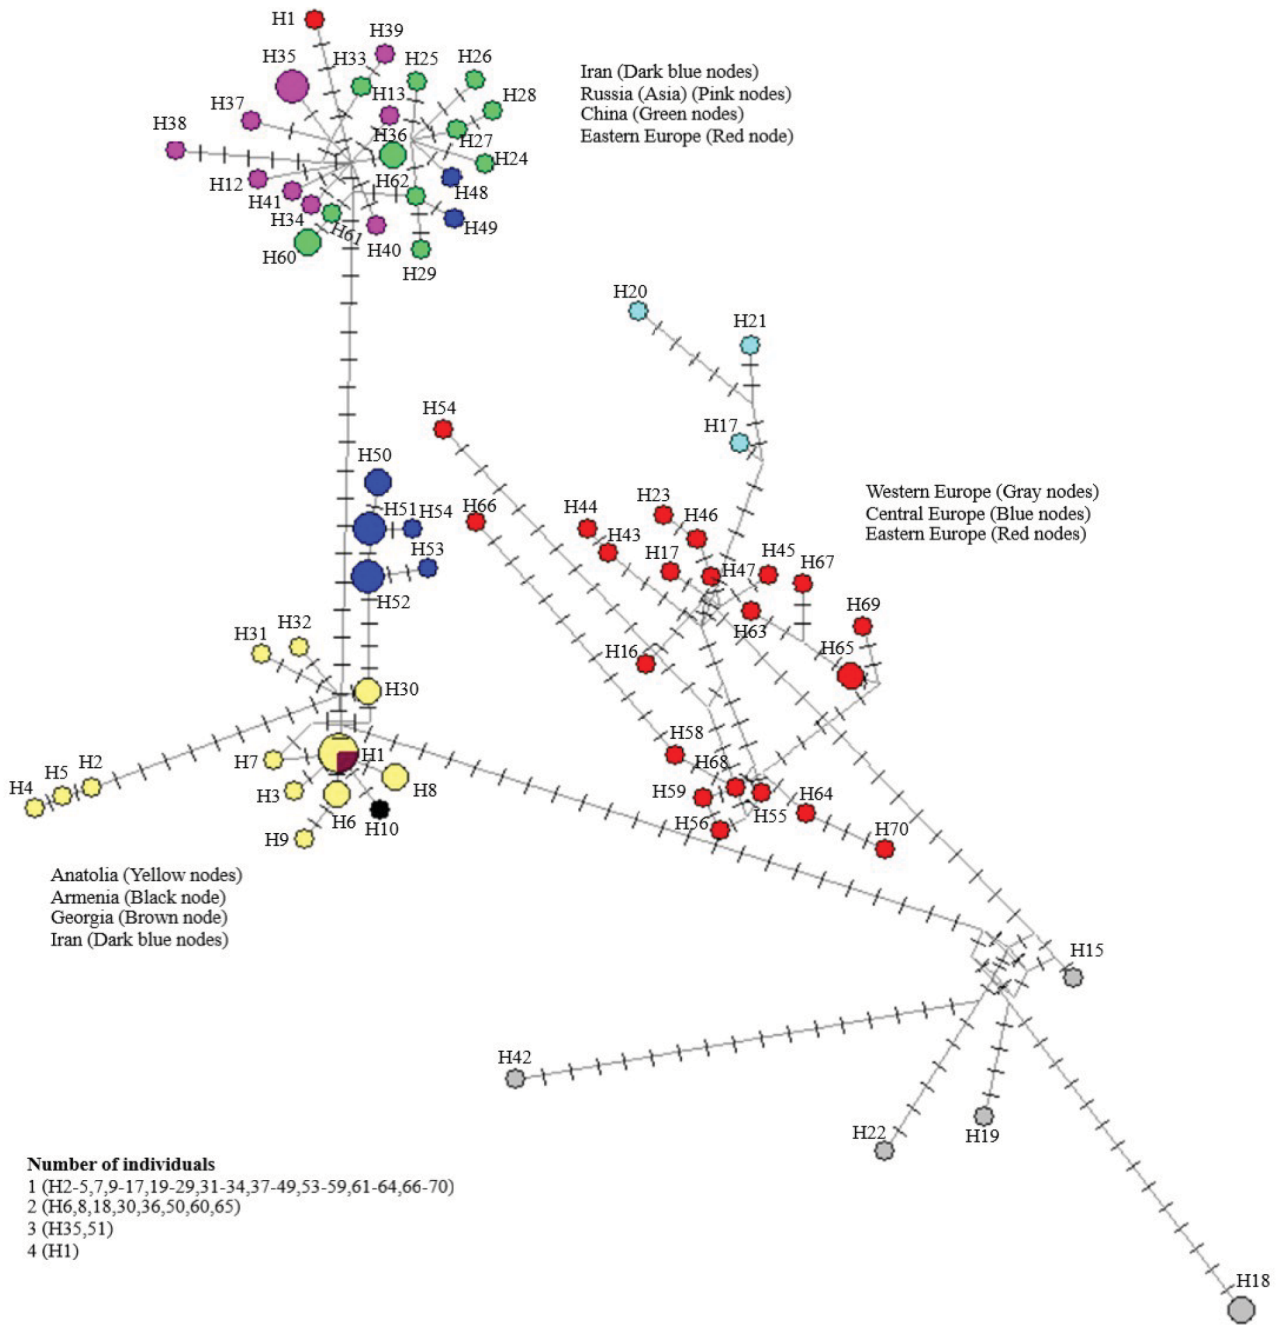 H1
H39
H35
H33
H25
H26
H37
H13
H28
H38
H36
H27
H24
H12
H62
H48
H41
H34
H61
H40
H49
H60
H29
Iran (Dark blue nodes)
Russia (Asia) (Pink nodes)
China (Green nodes)
Eastern Europe (Red node)
H20
H21
H54
H17
H50
H51
H54
H53
H52
H66
H44
H43
H23
H46
H17
H47
H45
H67
H63
H69
H65
H16
Western Europe (Gray nodes)
Central Europe (Blue nodes)
Eastern Europe (Red nodes)
H31
H32
H30
H7
H1
H8
H3
H6
H10
H9
H4
H5
H2
H58
H68
H59
H56
H55
H64
H70
Anatolia (Yellow nodes)
Armenia (Black node)
Georgia (Brown node)
Iran (Dark blue nodes)
H15
H42
H22
H19
H18
Number of individuals
1 (H2-5,7,9-17,19-29,31-34,37-49,53-59,61-64,66-70)
2 (H6,8,18,30,36,50,60,65)
3 (H35,51)
4 (H1)